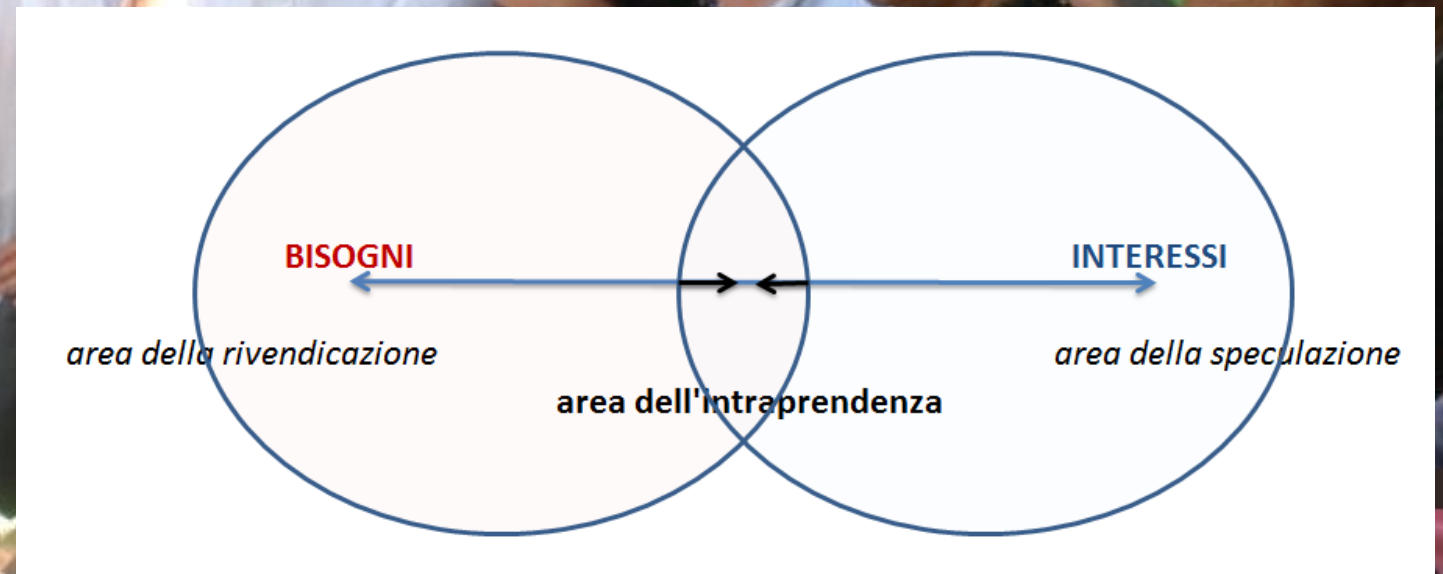 BISOGNI
INTERESSI
area della rivendicazione
area della speculazione
area dell'intraprendenza